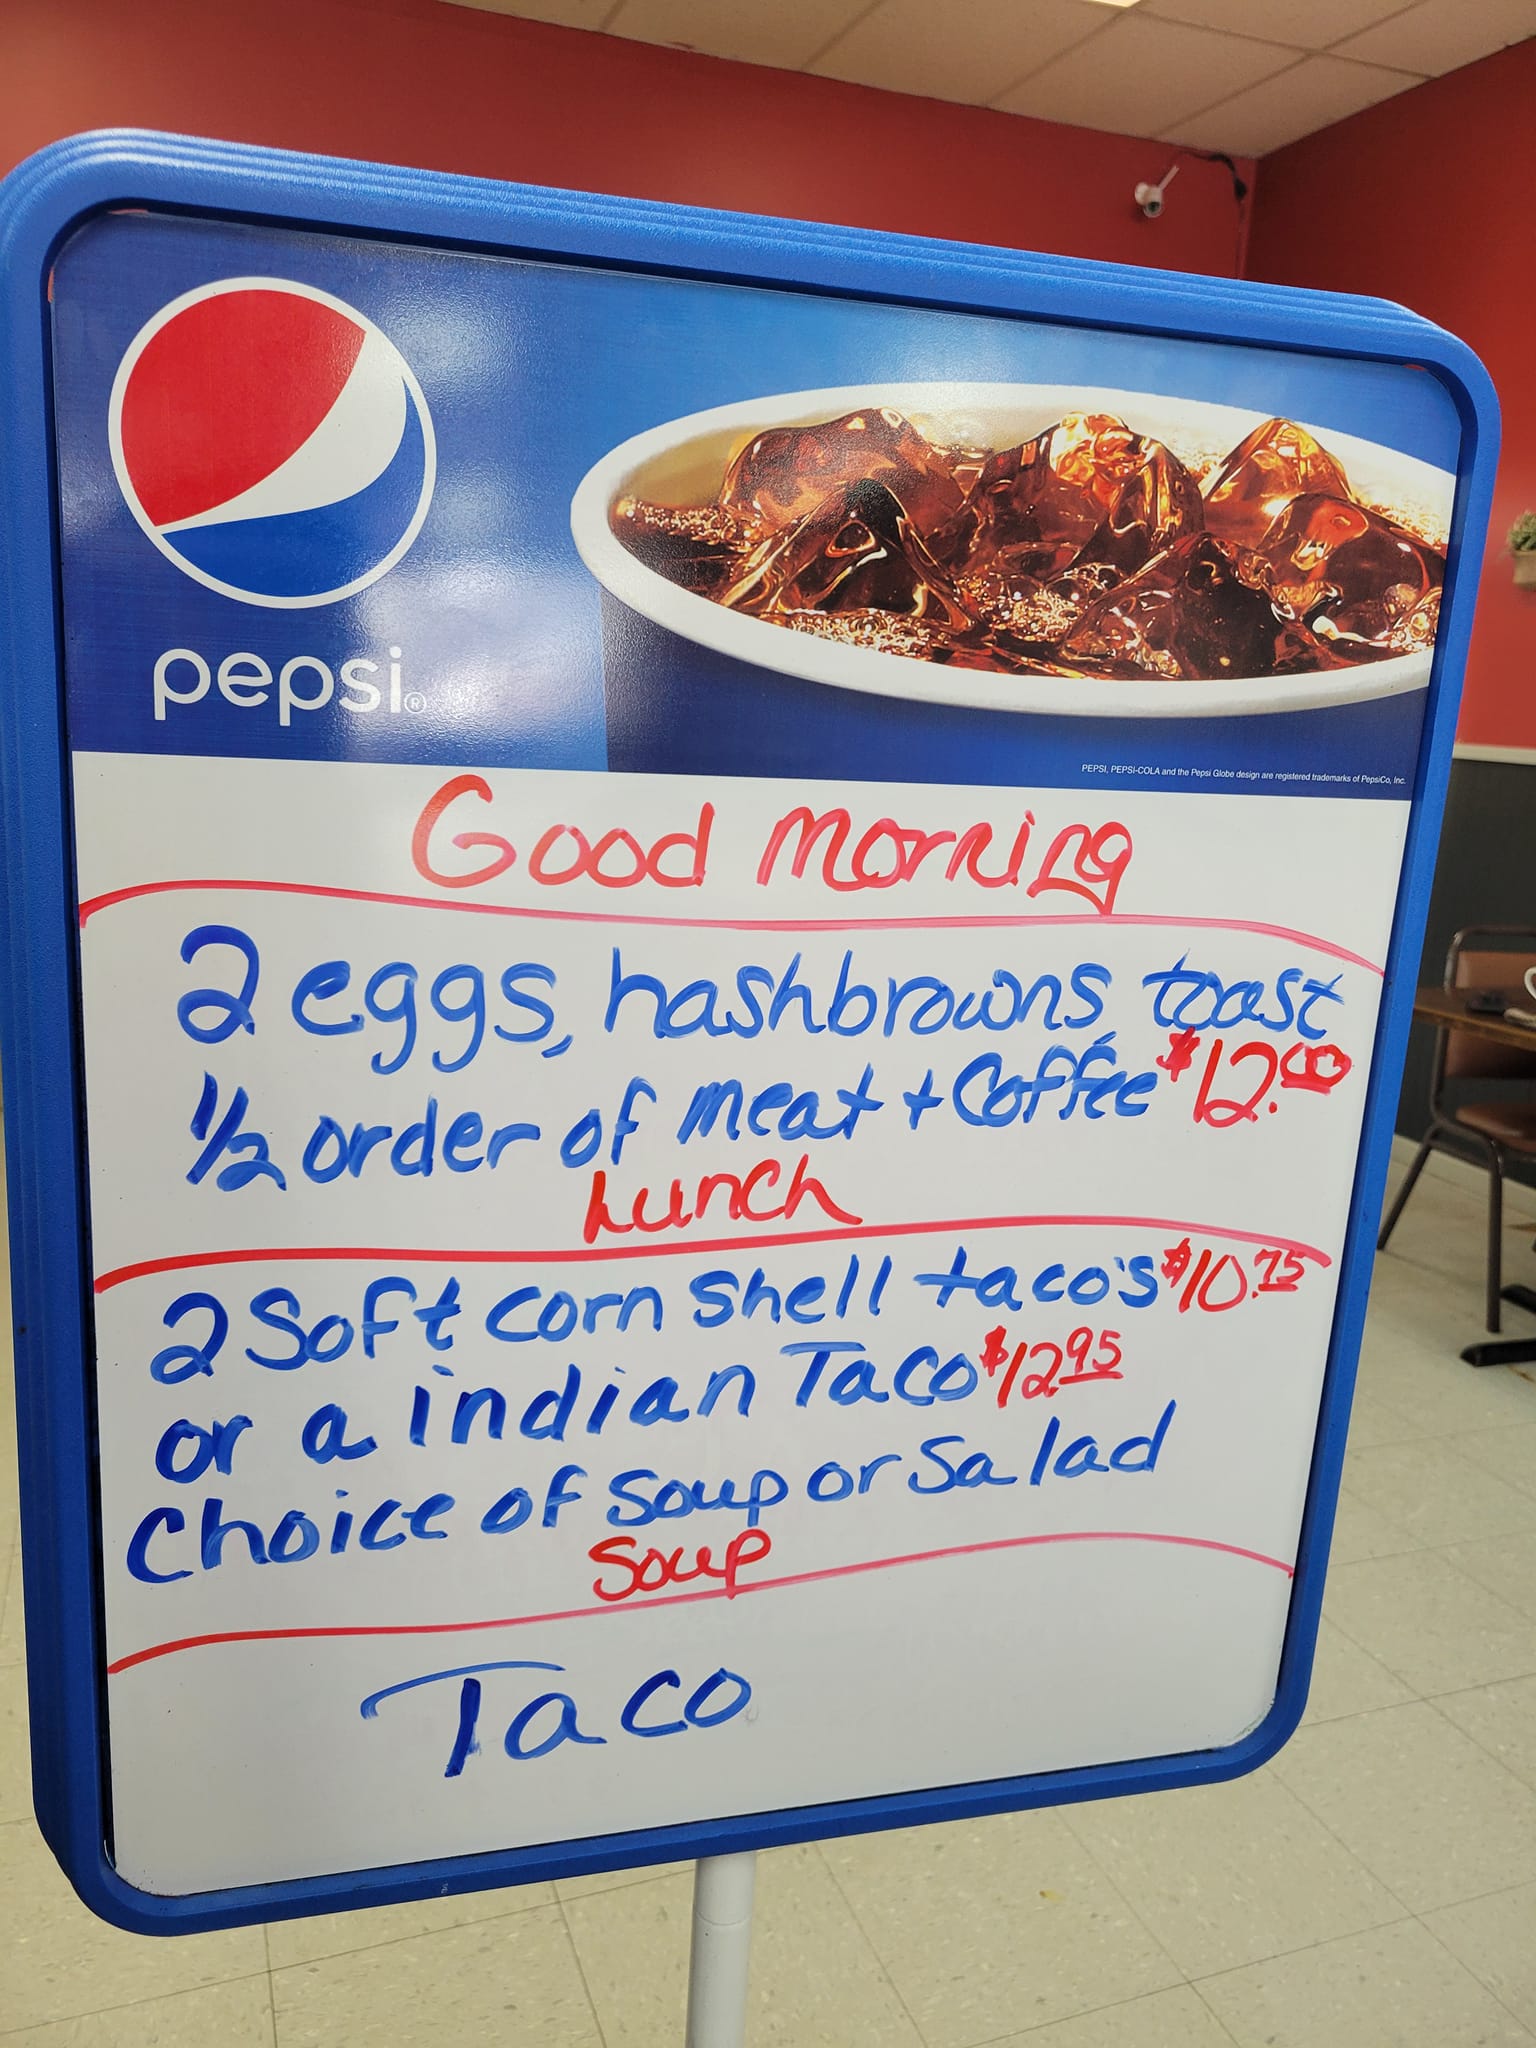 pepsi®
PEPSI, PEPSI-COLA and the Pepsi Globe design are registered trademarks of PepsiCo, Inc.
Good Morning
2 eggs, hashbrowns, toast
1/2 order of meat + Coffee $12.00
Lunch
2 Soft corn shell taco's $10.75
or a indian Taco $12.95
Choice of soup or salad
Soup
Taco